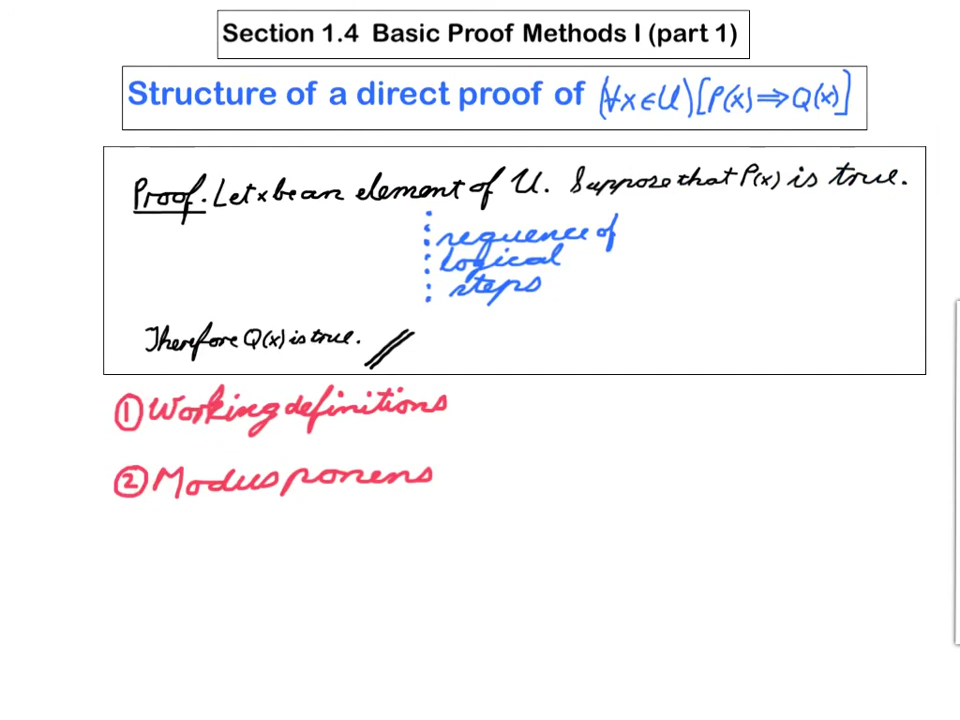 Section 1.4 Basic Proof Methods I (part 1)
Structure of a direct proof of (∀x∈U)[P(x)⟹Q(x)]
Proof. Let x be an element of U. Suppose that P(x) is true.
sequence of
logical
steps
Therefore Q(x) is true. //
① Working definitions
② Modus ponens